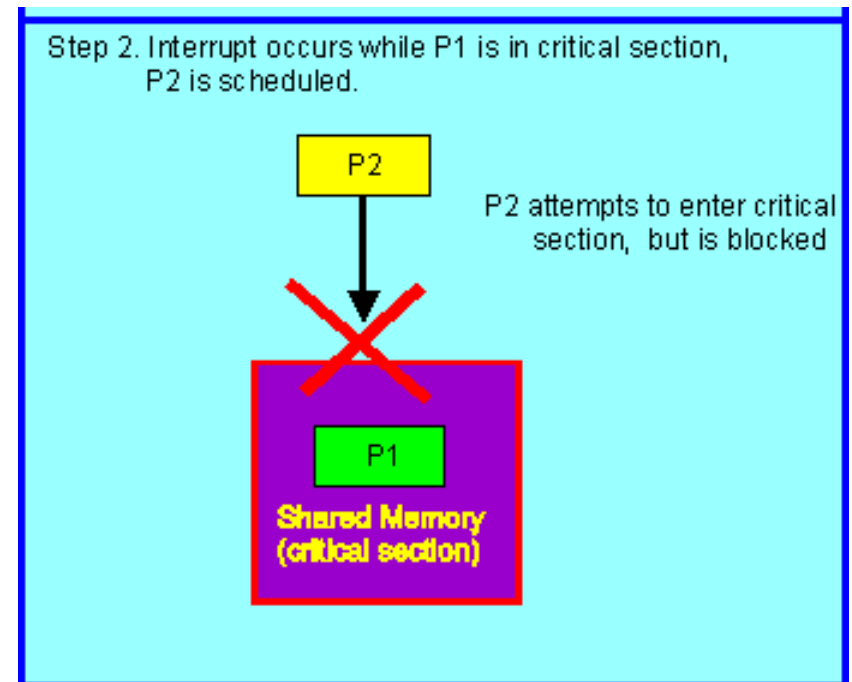 Step 2. Interrupt occurs while P1 is in critical section,
P2 is scheduled.
P2
P2 attempts to enter critical
section, but is blocked
P1
Shared Memory
(critical section)